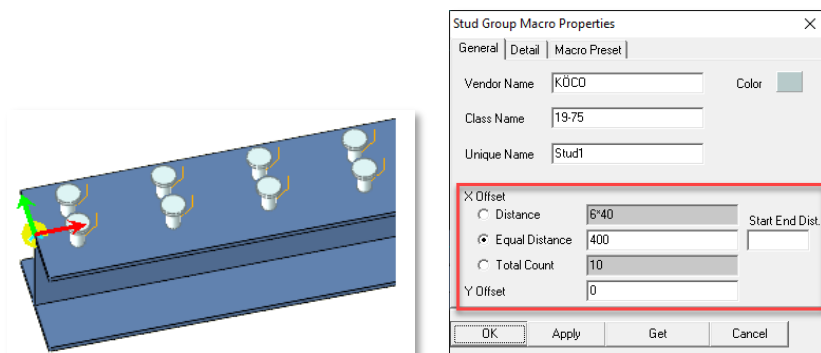 Stud Group Macro Properties
General Detail Macro Preset
Vendor Name KÖCO Color
Class Name 19-75
Unique Name Stud1
X Offset
Distance 6*40 Start End Dist.
Equal Distance 400
Total Count 10
Y Offset 0
OK Apply Get Cancel